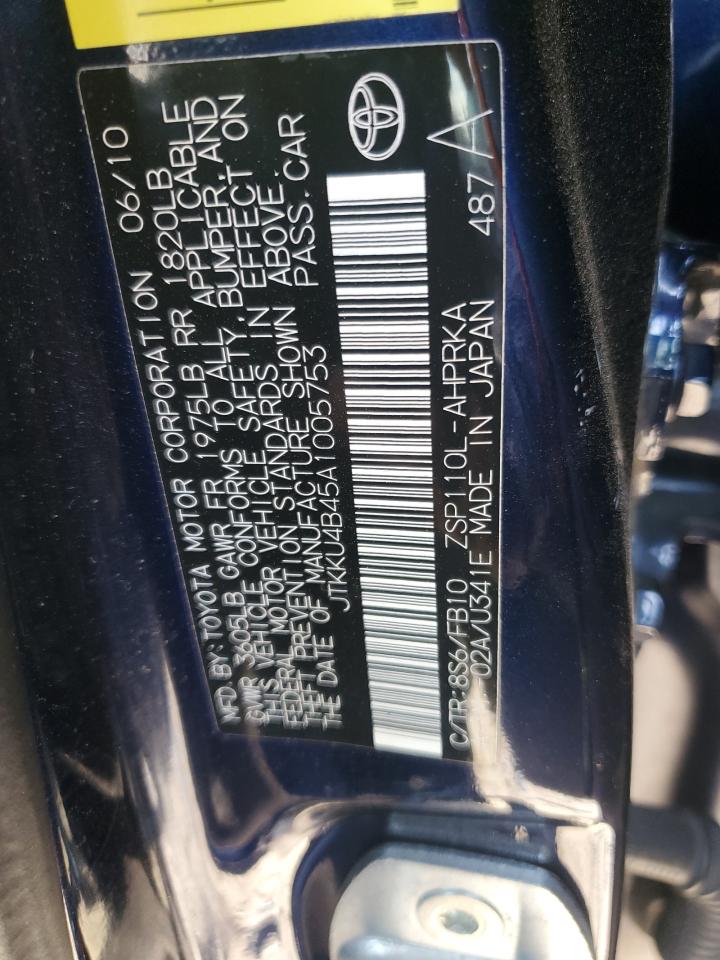 MFD. BY: TOYOTA MOTOR CORPORATION 06/10
GVWR 3605LB GAWR FR 1975LB RR 1820LB
THIS VEHICLE CONFORMS TO ALL APPLICABLE
FEDERAL MOTOR VEHICLE SAFETY, BUMPER, AND
THEFT PREVENTION STANDARDS IN EFFECT ON
THE DATE OF MANUFACTURE SHOWN ABOVE.
JTKKU4B45A1005753 PASS. CAR
C/TR: 8S6/FB10 ZSP110L-AHPRKA
-02A/U341E MADE IN JAPAN 487